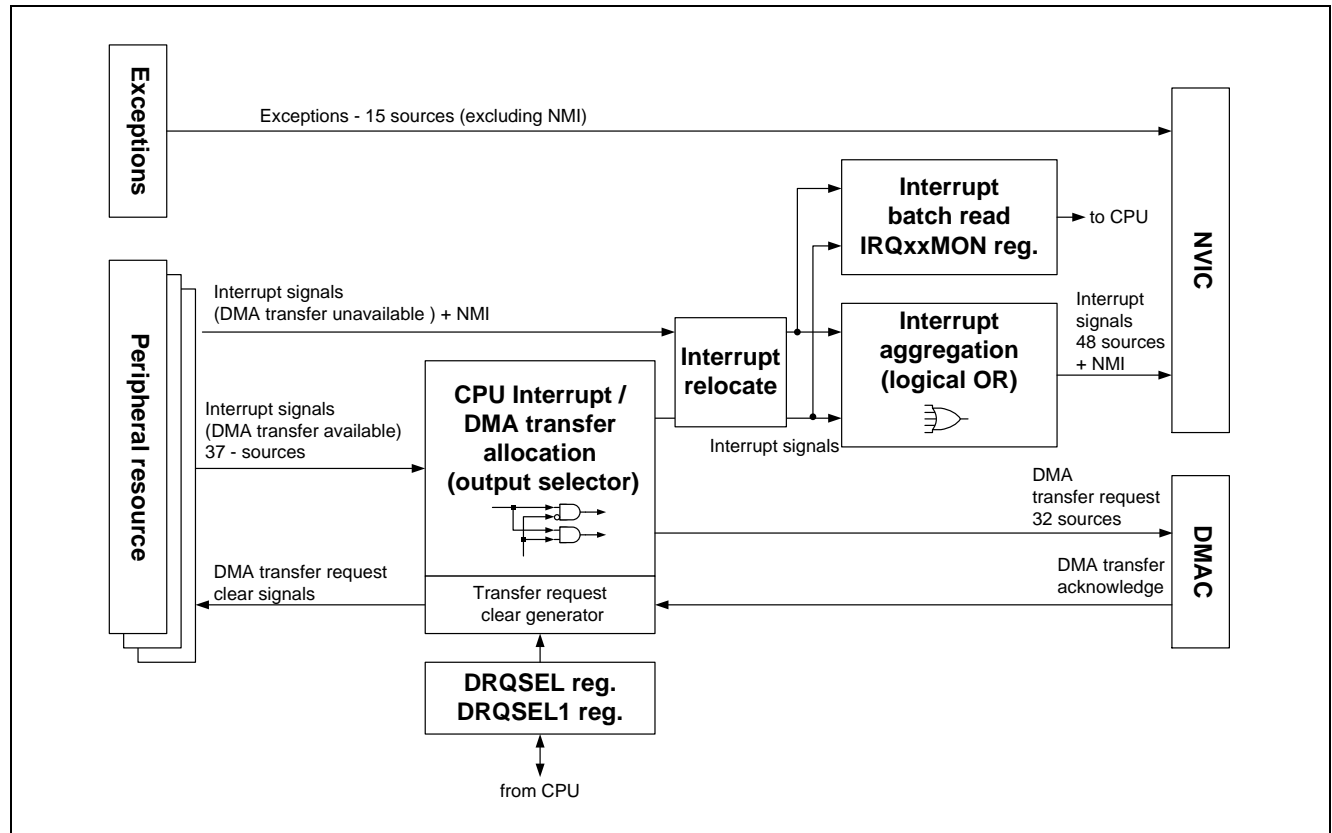 Exceptions
Exceptions - 15 sources (excluding NMI)
NVIC
Interrupt
batch read
IRQxxMON reg.
to CPU
Peripheral resource
Interrupt signals
(DMA transfer unavailable ) + NMI
Interrupt
relocate
Interrupt
aggregation
(logical OR)
Interrupt
signals
48 sources
+ NMI
Interrupt signals
(DMA transfer available)
37 - sources
CPU Interrupt /
DMA transfer
allocation
(output selector)
Interrupt signals
DMA
transfer request
32 sources
DMAC
DMA transfer request
clear signals
Transfer request
clear generator
DMA transfer
acknowledge
DRQSEL reg.
DRQSEL1 reg.
from CPU